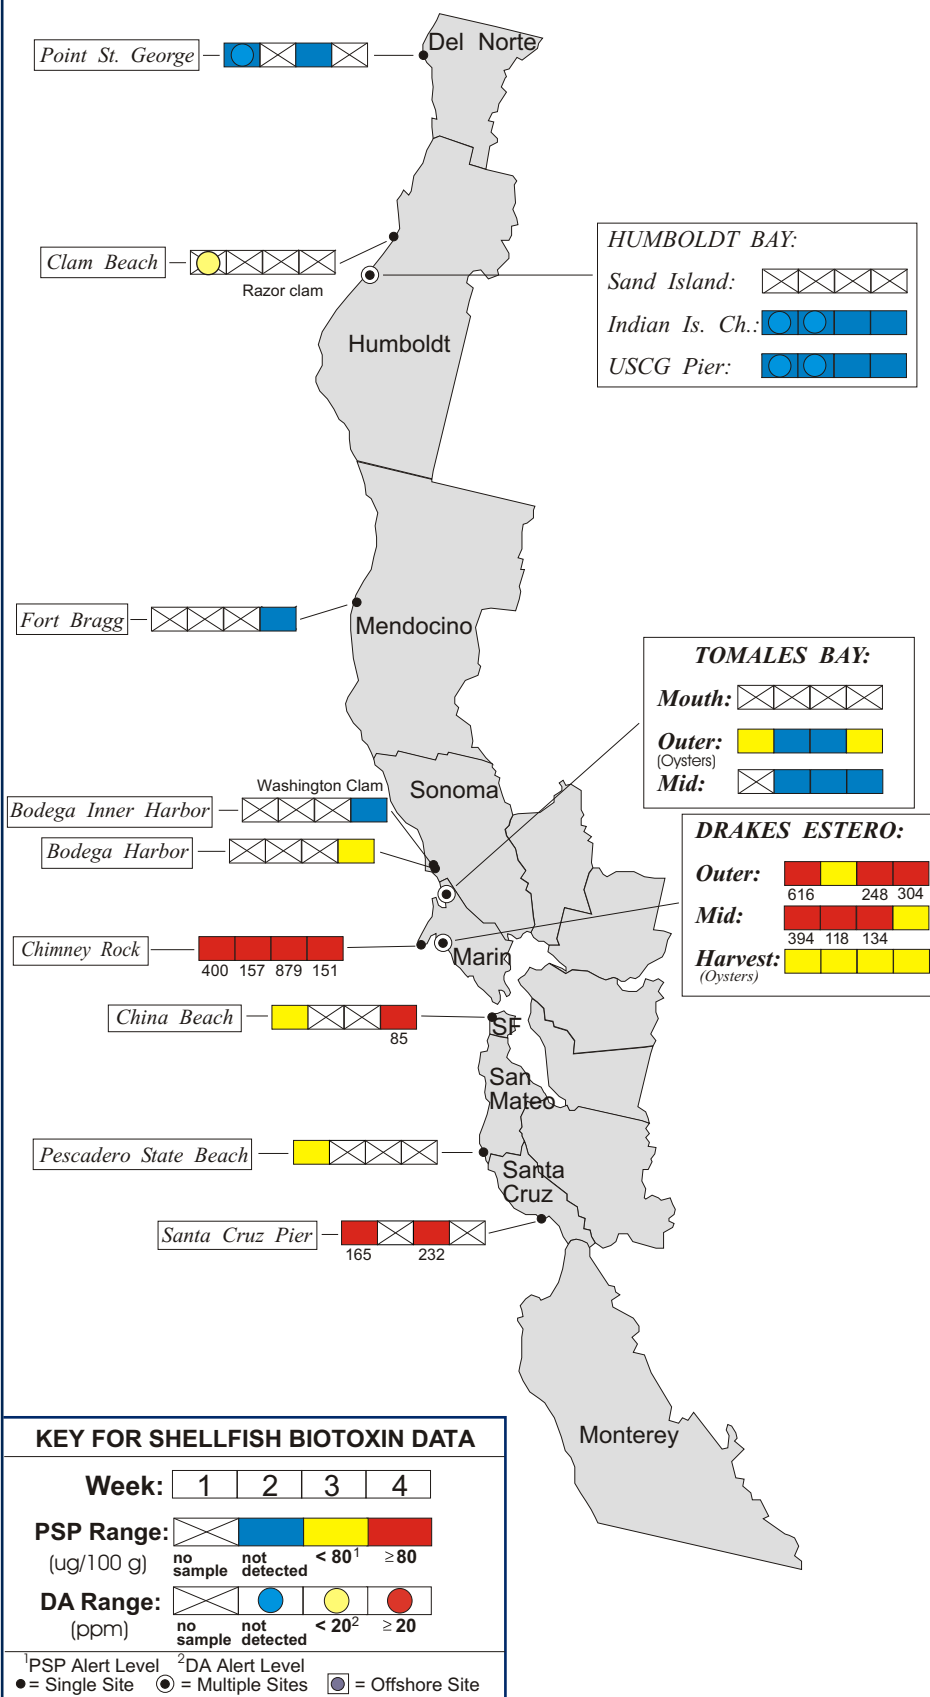 Point St. George
Del Norte
Clam Beach
Razor clam
HUMBOLDT BAY:
Sand Island:
Indian Is. Ch.:
USCG Pier:
Humboldt
Fort Bragg
Mendocino
TOMALES BAY:
Mouth:
Outer:
(Oysters)
Mid:
Washington Clam
Sonoma
Bodega Inner Harbor
Bodega Harbor
DRAKES ESTERO:
Outer:
616 248 304
Mid:
394 118 134
Harvest:
(Oysters)
Chimney Rock
400 157 879 151
Marin
China Beach
85
SF
San
Mateo
Pescadero State Beach
Santa
Cruz
Santa Cruz Pier
165 232
Monterey
KEY FOR SHELLFISH BIOTOXIN DATA
Week: 1 2 3 4
PSP Range:
(ug/100 g)
no sample not detected < 80¹ ≥80
DA Range:
(ppm)
no sample not detected < 20² ≥ 20
¹PSP Alert Level ²DA Alert Level
= Single Site = Multiple Sites = Offshore Site